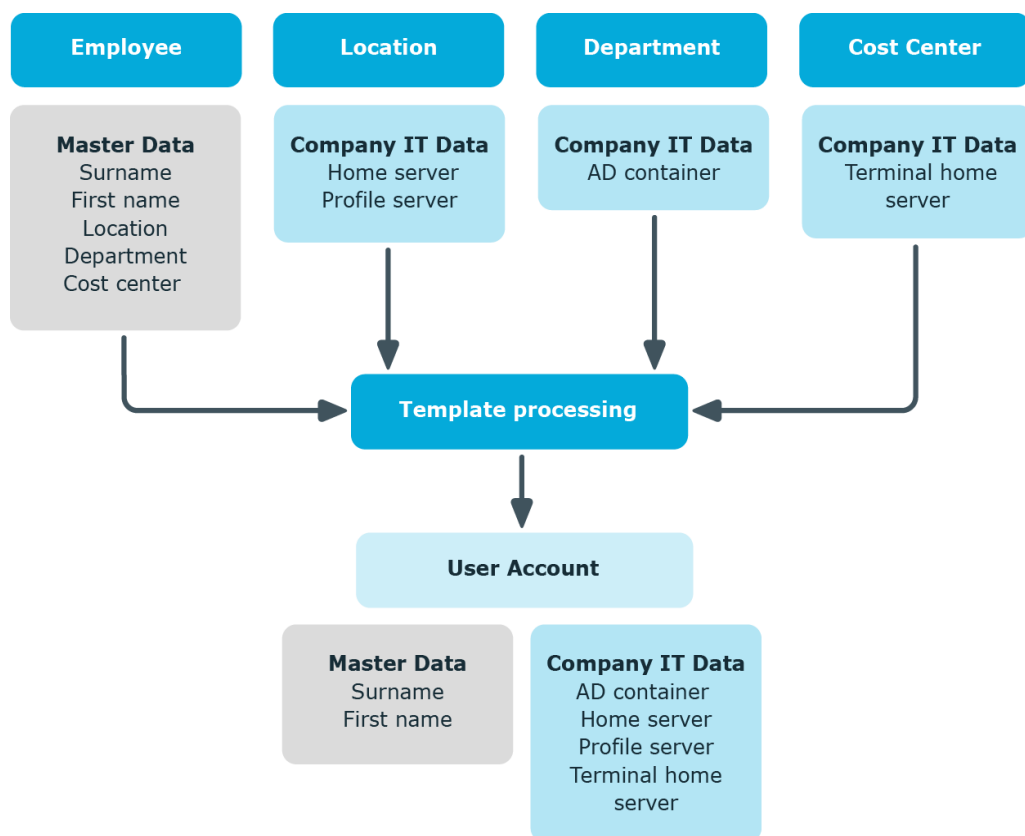 Employee
Location
Department
Cost Center
Master Data
Surname
First name
Location
Department
Cost center
Company IT Data
Home server
Profile server
Company IT Data
AD container
Company IT Data
Terminal home
server
Template processing
User Account
Master Data
Surname
First name
Company IT Data
AD container
Home server
Profile server
Terminal home
server